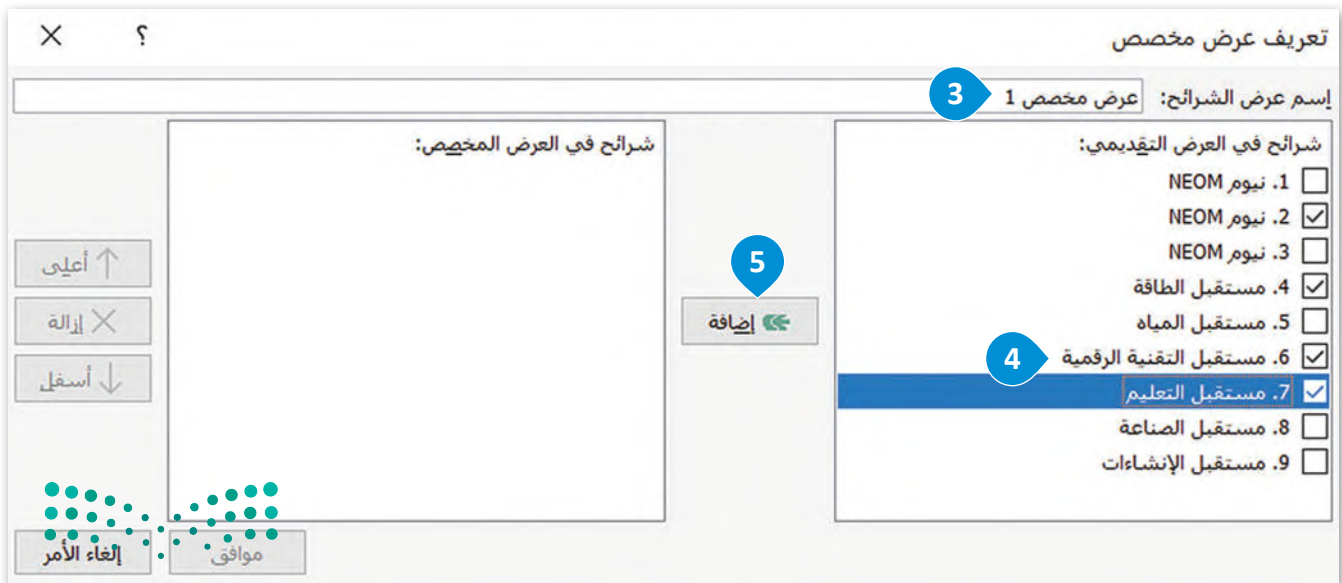 تعريف عرض مخصص
؟
إسم عرض الشرائح: عرض مخصص 1
3
شرائح في العرض التقديمي:
1. نيوم NEOM
2. نيوم NEOM
3. نيوم NEOM
4. مستقبل الطاقة
5. مستقبل المياه
6. مستقبل التقنية الرقمية
4
7. مستقبل التعليم
8. مستقبل الصناعة
9. مستقبل الإنشاءات
5
إضافة
شرائح في العرض المخصص:
أعلى
إزالة
أسفل
موافق
إلغاء الأمر